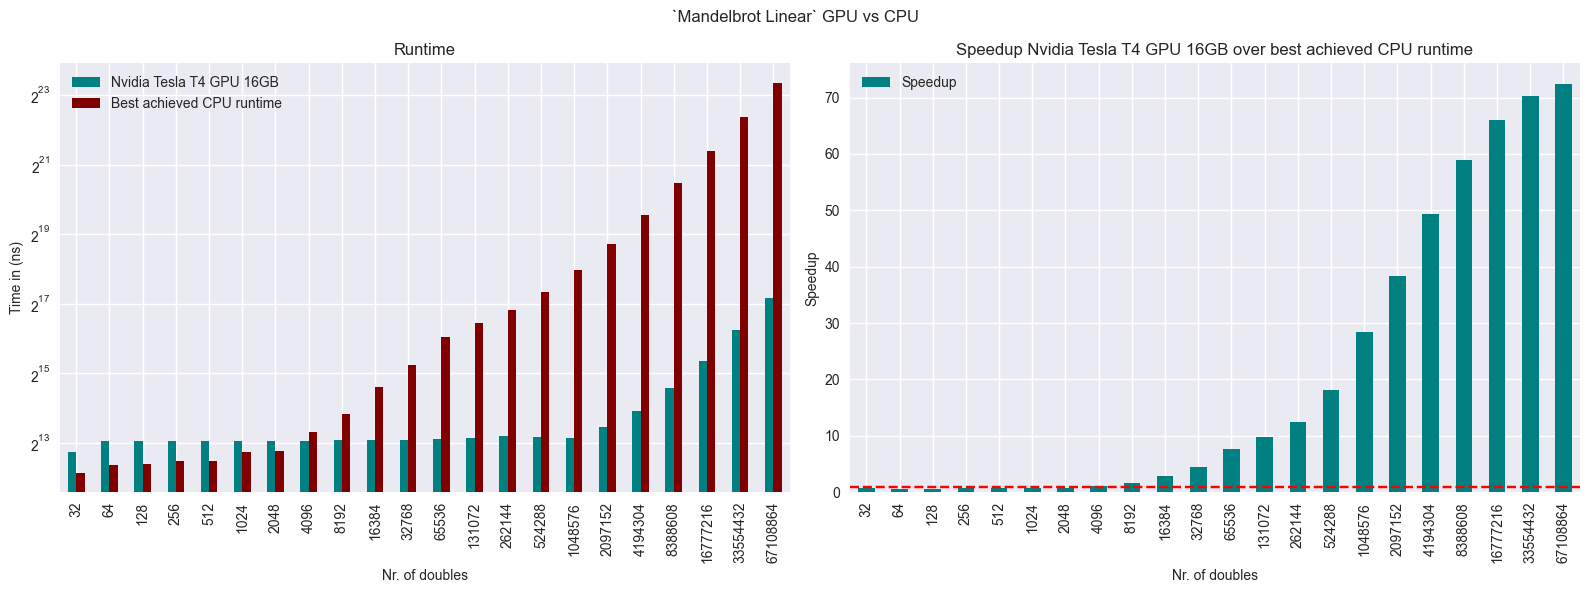 `Mandelbrot Linear` GPU vs CPU
Runtime
Nvidia Tesla T4 GPU 16GB
Best achieved CPU runtime
Time in (ns)
2^23
2^21
2^19
2^17
2^15
2^13
32 64 128 256 512 1024 2048 4096 8192 16384 32768 65536 131072 262144 524288 1048576 2097152 4194304 8388608 16777216 33554432 67108864
Nr. of doubles
Speedup Nvidia Tesla T4 GPU 16GB over best achieved CPU runtime
Speedup
Speedup
70
60
50
40
30
20
10
0
32 64 128 256 512 1024 2048 4096 8192 16384 32768 65536 131072 262144 524288 1048576 2097152 4194304 8388608 16777216 33554432 67108864
Nr. of doubles